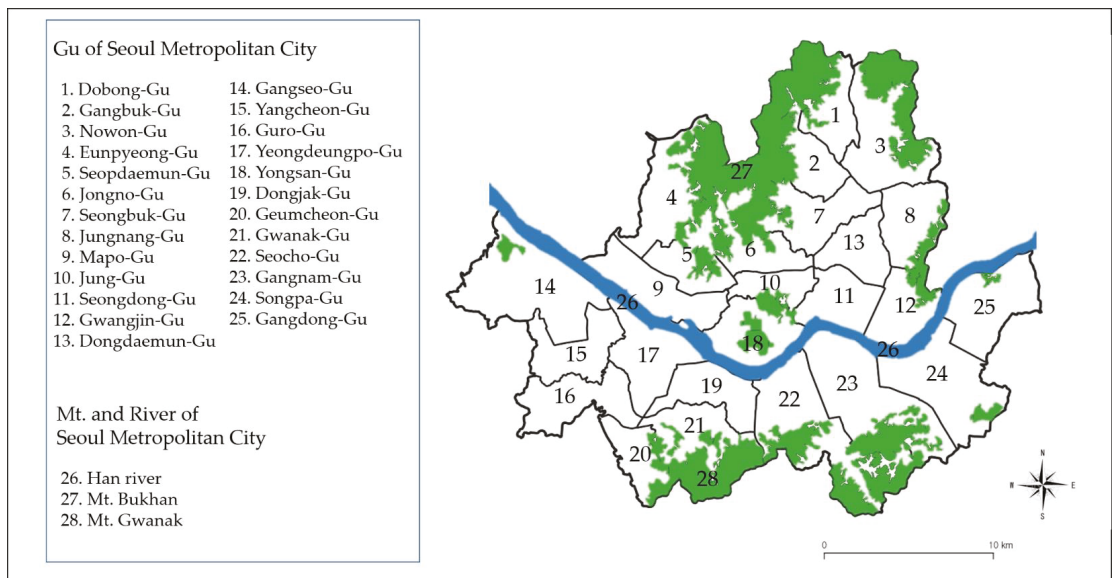 Gu of Seoul Metropolitan City
1. Dobong-Gu
2. Gangbuk-Gu
3. Nowon-Gu
4. Eunpyeong-Gu
5. Seopdaemun-Gu
6. Jongno-Gu
7. Seongbuk-Gu
8. Jungnang-Gu
9. Mapo-Gu
10. Jung-Gu
11. Seongdong-Gu
12. Gwangjin-Gu
13. Dongdaemun-Gu
14. Gangseo-Gu
15. Yangcheon-Gu
16. Guro-Gu
17. Yeongdeungpo-Gu
18. Yongsan-Gu
19. Dongjak-Gu
20. Geumcheon-Gu
21. Gwanak-Gu
22. Seocho-Gu
23. Gangnam-Gu
24. Songpa-Gu
25. Gangdong-Gu
Mt. and River of
Seoul Metropolitan City
26. Han river
27. Mt. Bukhan
28. Mt. Gwanak
1
2
3
27
4
7
8
13
5
6
10
9
26
14
11
12
25
18
26
15
17
19
23
24
16
22
21
20
28
N
W
E
S
0
10 km